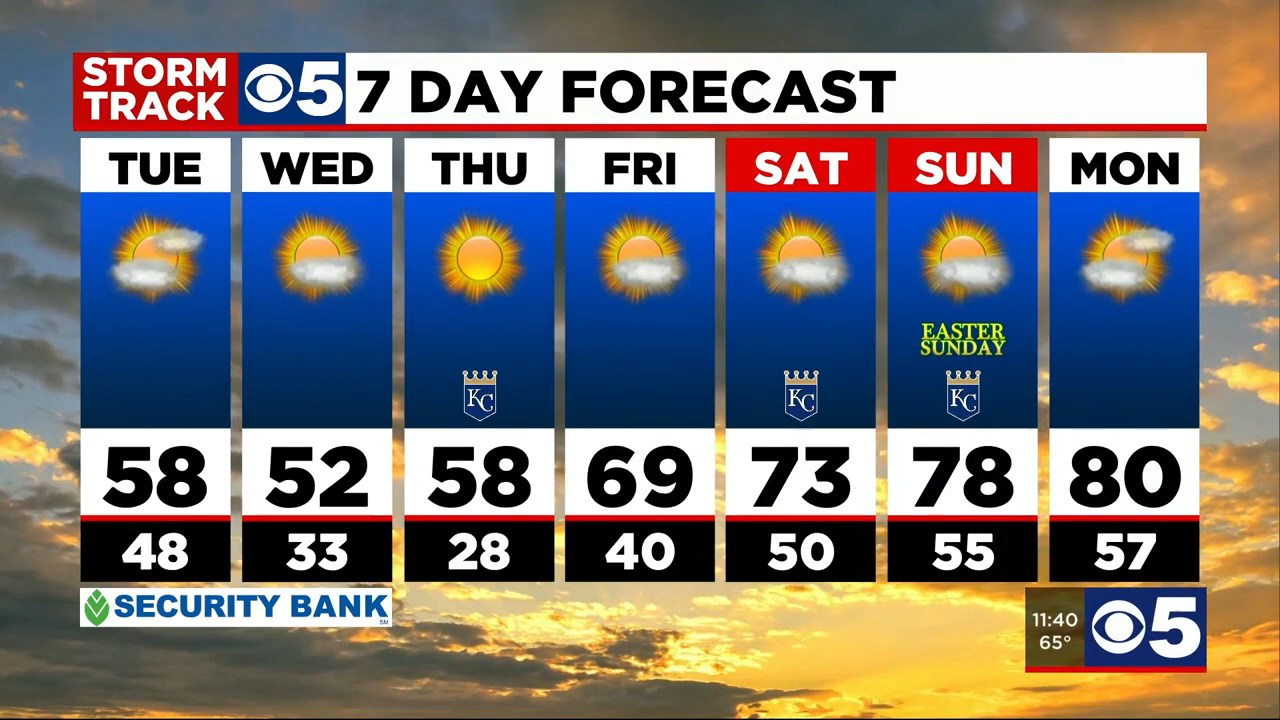 STORM
TRACK
5
7 DAY FORECAST
TUE WED THU FRI SAT SUN MON
EASTER
SUNDAY
KC KC KC
58 52 58 69 73 78 80
48 33 28 40 50 55 57
SECURITY BANK SM
11:40
65°
5